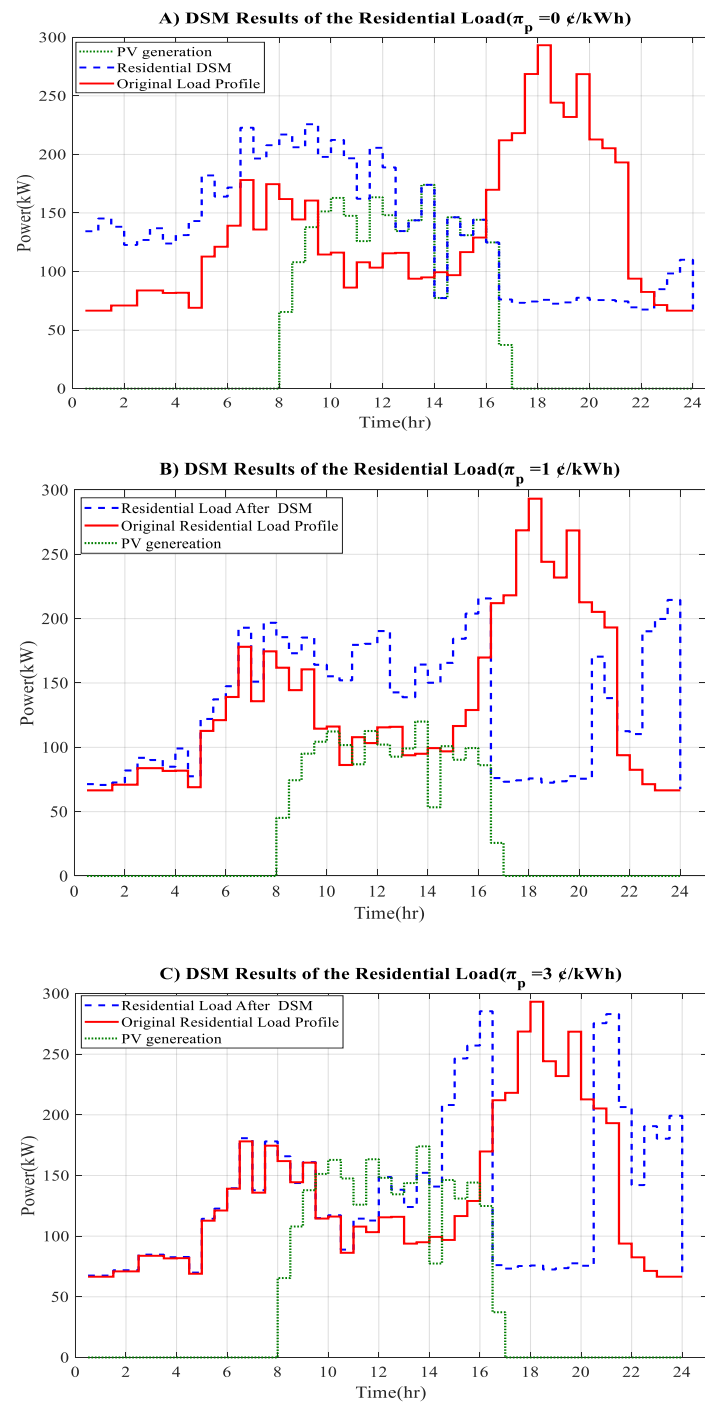 A) DSM Results of the Residential Load(π_p =0 ¢/kWh)
300
250
200
150
100
50
0
Power(kW)
PV generation
Residential DSM
Original Load Profile
0 2 4 6 8 10 12 14 16 18 20 22 24
Time(hr)
B) DSM Results of the Residential Load(π_p =1 ¢/kWh)
300
250
200
150
100
50
0
Power(kW)
Residential Load After DSM
Original Residential Load Profile
PV genereation
0 2 4 6 8 10 12 14 16 18 20 22 24
Time(hr)
C) DSM Results of the Residential Load(π_p =3 ¢/kWh)
300
250
200
150
100
50
0
Power(kW)
Residential Load After DSM
Original Residential Load Profile
PV genereation
0 2 4 6 8 10 12 14 16 18 20 22 24
Time(hr)